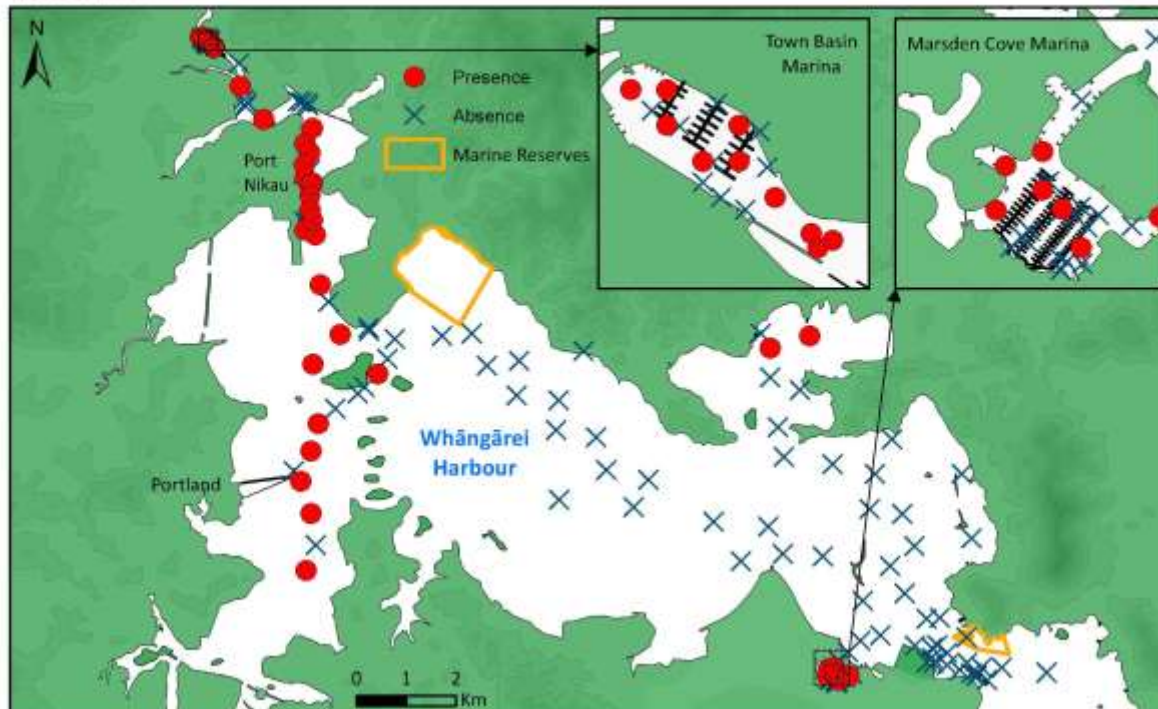 N
Presence
Absence
Marine Reserves
Town Basin
Marina
Marsden Cove Marina
Port
Nikau
Whāngārei
Harbour
Portland
0 1 2
Km